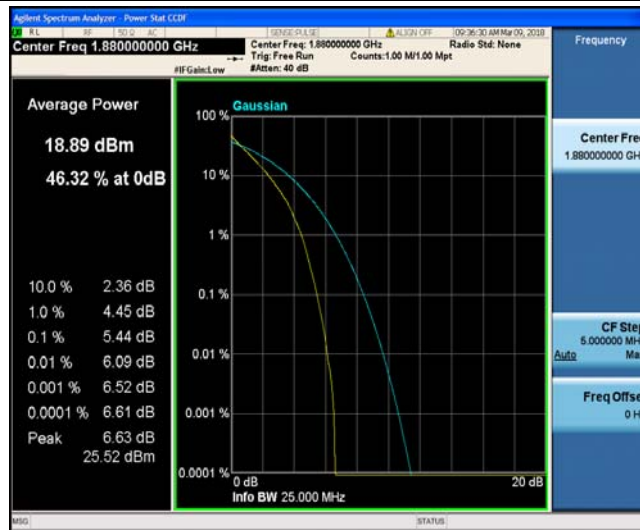 Agilent Spectrum Analyzer - Power Stat CCDF
RL RF 50 Ω AC SENSE:PULSE ALIGN OFF 09:36:30 AM Mar 09, 2018
Center Freq 1.880000000 GHz
Center Freq: 1.880000000 GHz Radio Std: None
Trig: Free Run Counts:1.00 M/1.00 Mpt
#IFGain:Low #Atten: 40 dB
Frequency
Average Power
18.89 dBm
46.32 % at 0dB
10.0 % 2.36 dB
1.0 % 4.45 dB
0.1 % 5.44 dB
0.01 % 6.09 dB
0.001 % 6.52 dB
0.0001 % 6.61 dB
Peak 6.63 dB
25.52 dBm
Gaussian
100 %
10 %
1 %
0.1 %
0.01 %
0.001 %
0.0001 %
0 dB 20 dB
Info BW 25.000 MHz
Center Fre
1.880000000 GH
CF Step
5.000000 MH
Auto Ma
Freq Offse
0 H
MSG STATUS